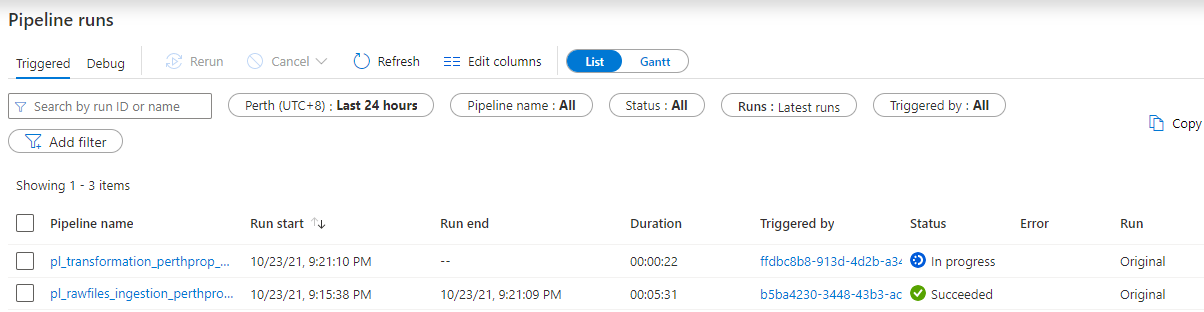 Pipeline runs
Triggered Debug Rerun Cancel Refresh Edit columns List Gantt
Search by run ID or name Perth (UTC+8) : Last 24 hours Pipeline name : All Status : All Runs : Latest runs Triggered by : All
Copy
Add filter
Showing 1 - 3 items
Pipeline name Run start Run end Duration Triggered by Status Error Run
pl_transformation_perthprop_... 10/23/21, 9:21:10 PM -- 00:00:22 ffdbc8b8-913d-4d2b-a34 In progress Original
pl_rawfiles_ingestion_perthpro... 10/23/21, 9:15:38 PM 10/23/21, 9:21:09 PM 00:05:31 b5ba4230-3448-43b3-ac Succeeded Original